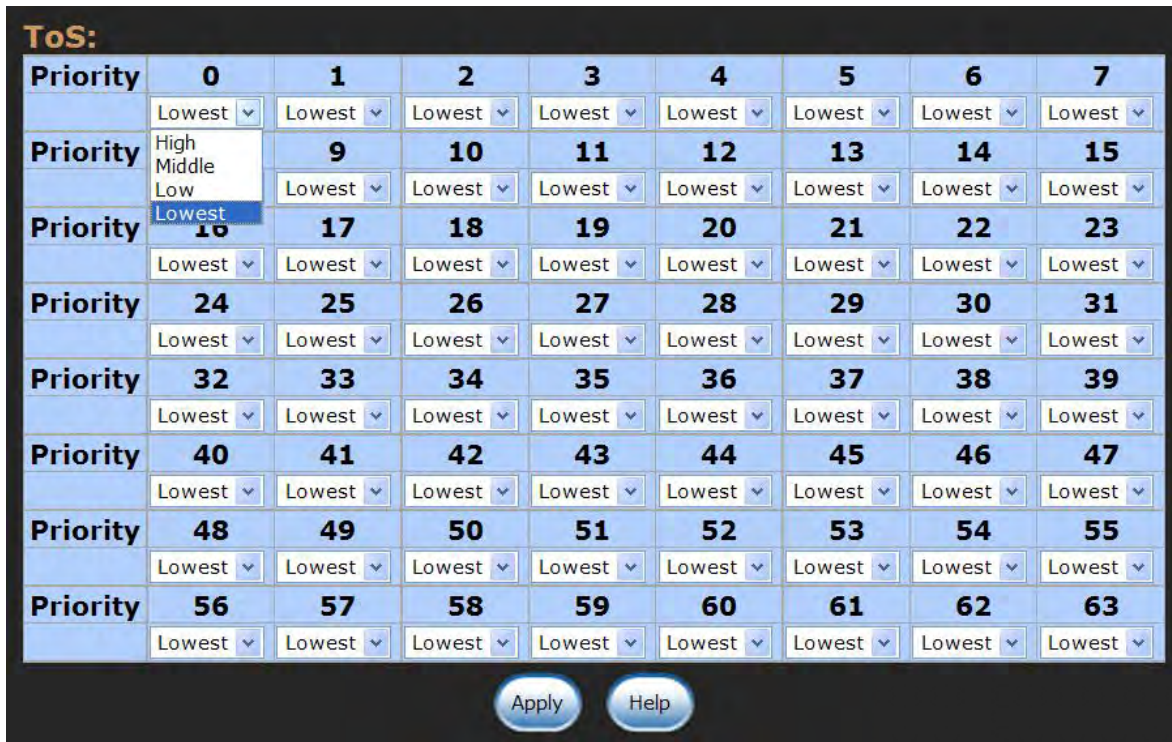 ToS:
Priority 0 1 2 3 4 5 6 7
Lowest Lowest Lowest Lowest Lowest Lowest Lowest Lowest
High
Middle
Low
Lowest
Priority 9 10 11 12 13 14 15
Lowest Lowest Lowest Lowest Lowest Lowest Lowest
Priority 16 17 18 19 20 21 22 23
Lowest Lowest Lowest Lowest Lowest Lowest Lowest Lowest
Priority 24 25 26 27 28 29 30 31
Lowest Lowest Lowest Lowest Lowest Lowest Lowest Lowest
Priority 32 33 34 35 36 37 38 39
Lowest Lowest Lowest Lowest Lowest Lowest Lowest Lowest
Priority 40 41 42 43 44 45 46 47
Lowest Lowest Lowest Lowest Lowest Lowest Lowest Lowest
Priority 48 49 50 51 52 53 54 55
Lowest Lowest Lowest Lowest Lowest Lowest Lowest Lowest
Priority 56 57 58 59 60 61 62 63
Lowest Lowest Lowest Lowest Lowest Lowest Lowest Lowest
Apply Help